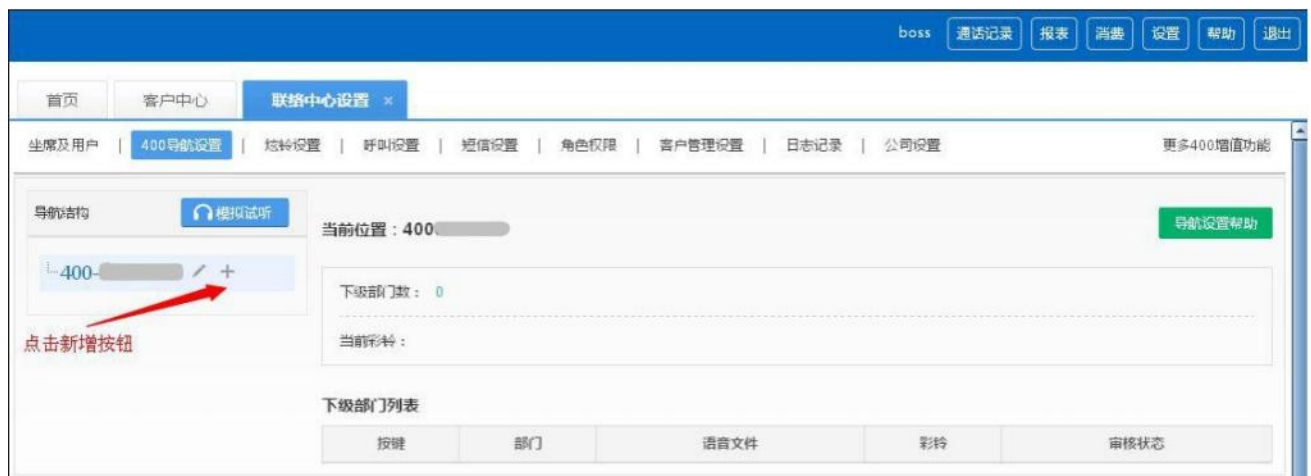 boss 通话记录 报表 消费 设置 帮助 退出
首页 客户中心 联络中心设置 ×
坐席及用户 | 400导航设置 | 炫铃设置 | 呼叫设置 | 短信设置 | 角色权限 | 客户管理设置 | 日志记录 | 公司设置 更多400增值功能
导航结构 模拟试听
当前位置：400 导航设置帮助
400-
下级部门数： 0
点击新增按钮
当前彩铃：
下级部门列表
按键 部门 语音文件 彩铃 审核状态